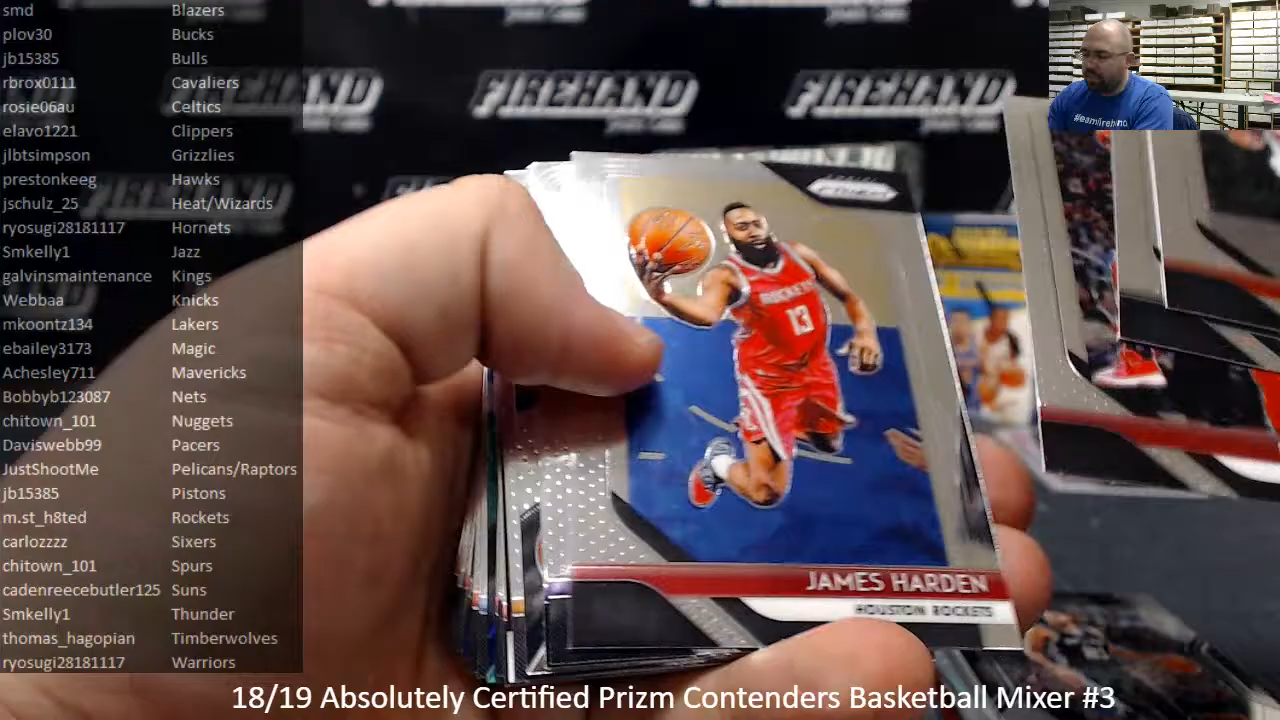 smd Blazers
plov30 Bucks
jb15385 Bulls
rbrox0111 Cavaliers
rosie06au Celtics
elavo1221 Clippers
jlbtsimpson Grizzlies
prestonkeeg Hawks
jschulz_25 Heat/Wizards
ryosugi28181117 Hornets
Smkelly1 Jazz
galvinsmaintenance Kings
Webbaa Knicks
mkoontz134 Lakers
ebailey3173 Magic
Achesley711 Mavericks
Bobbyb123087 Nets
chitown_101 Nuggets
Daviswebb99 Pacers
JustShootMe Pelicans/Raptors
jb15385 Pistons
m.st_h8ted Rockets
carlozzzz Sixers
chitown_101 Spurs
cadenreecebutler125 Suns
Smkelly1 Thunder
thomas_hagopian Timberwolves
ryosugi28181117 Warriors
FIREHAND
FIREHAND
FIREHAND
PRIZM
ROCKETS
13
JAMES HARDEN
HOUSTON ROCKETS
18/19 Absolutely Certified Prizm Contenders Basketball Mixer #3